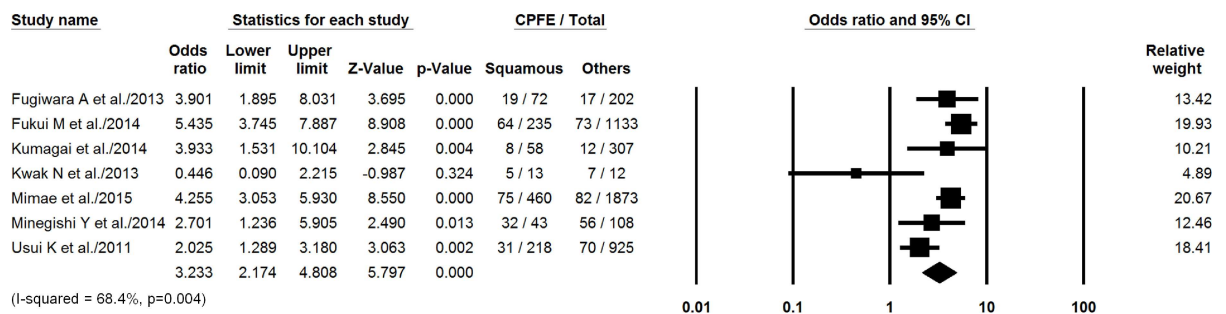 Study name Statistics for each study CPFE / Total Odds ratio and 95% CI
Odds Lower Upper Relative
ratio limit limit Z-Value p-Value Squamous Others weight
Fugiwara A et al./2013 3.901 1.895 8.031 3.695 0.000 19 / 72 17 / 202 13.42
Fukui M et al./2014 5.435 3.745 7.887 8.908 0.000 64 / 235 73 / 1133 19.93
Kumagai et al./2014 3.933 1.531 10.104 2.845 0.004 8 / 58 12 / 307 10.21
Kwak N et al./2013 0.446 0.090 2.215 -0.987 0.324 5 / 13 7 / 12 4.89
Mimae et al./2015 4.255 3.053 5.930 8.550 0.000 75 / 460 82 / 1873 20.67
Minegishi Y et al./2014 2.701 1.236 5.905 2.490 0.013 32 / 43 56 / 108 12.46
Usui K et al./2011 2.025 1.289 3.180 3.063 0.002 31 / 218 70 / 925 18.41
3.233 2.174 4.808 5.797 0.000
(I-squared = 68.4%, p=0.004)
0.01 0.1 1 10 100